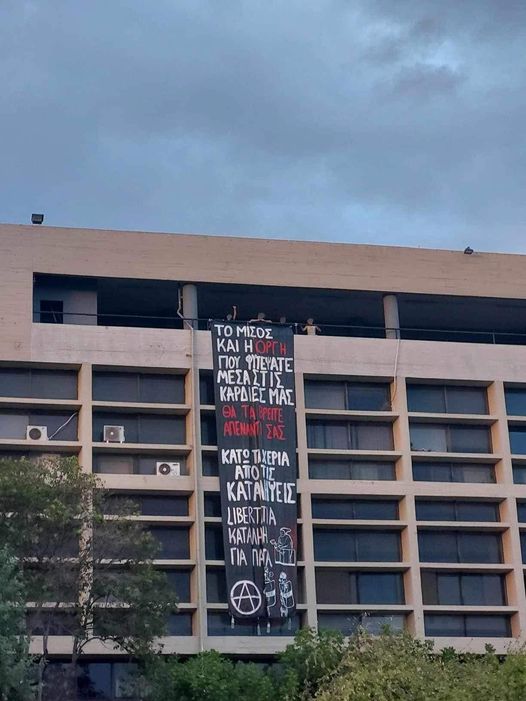 ΤΟ ΜΙΣΟΣ
ΚΑΙ Η ΟΡΓΗ
ΠΟΥ ΦΥΤΕΨΑΤΕ
ΜΕΣΑ ΣΤΙΣ
ΚΑΡΔΙΕΣ ΜΑΣ
ΘΑ ΤΑ ΒΡΕΙΤΕ
ΑΠΕΝΑΝΤΙ ΣΑΣ
ΚΑΤΩ ΤΑ ΧΕΡΙΑ
ΑΠΟ ΤΙΣ
ΚΑΤΑΛΗΨΕΙΣ
LIBERTATIA
ΚΑΤΑΛΗΨΗ
ΓΙΑ ΠΑΝΤΑ
A